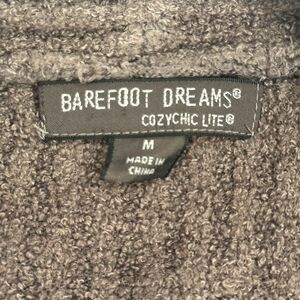 BAREFOOT DREAMS®
COZYCHIC LITE®
M
MADE IN
CHINA